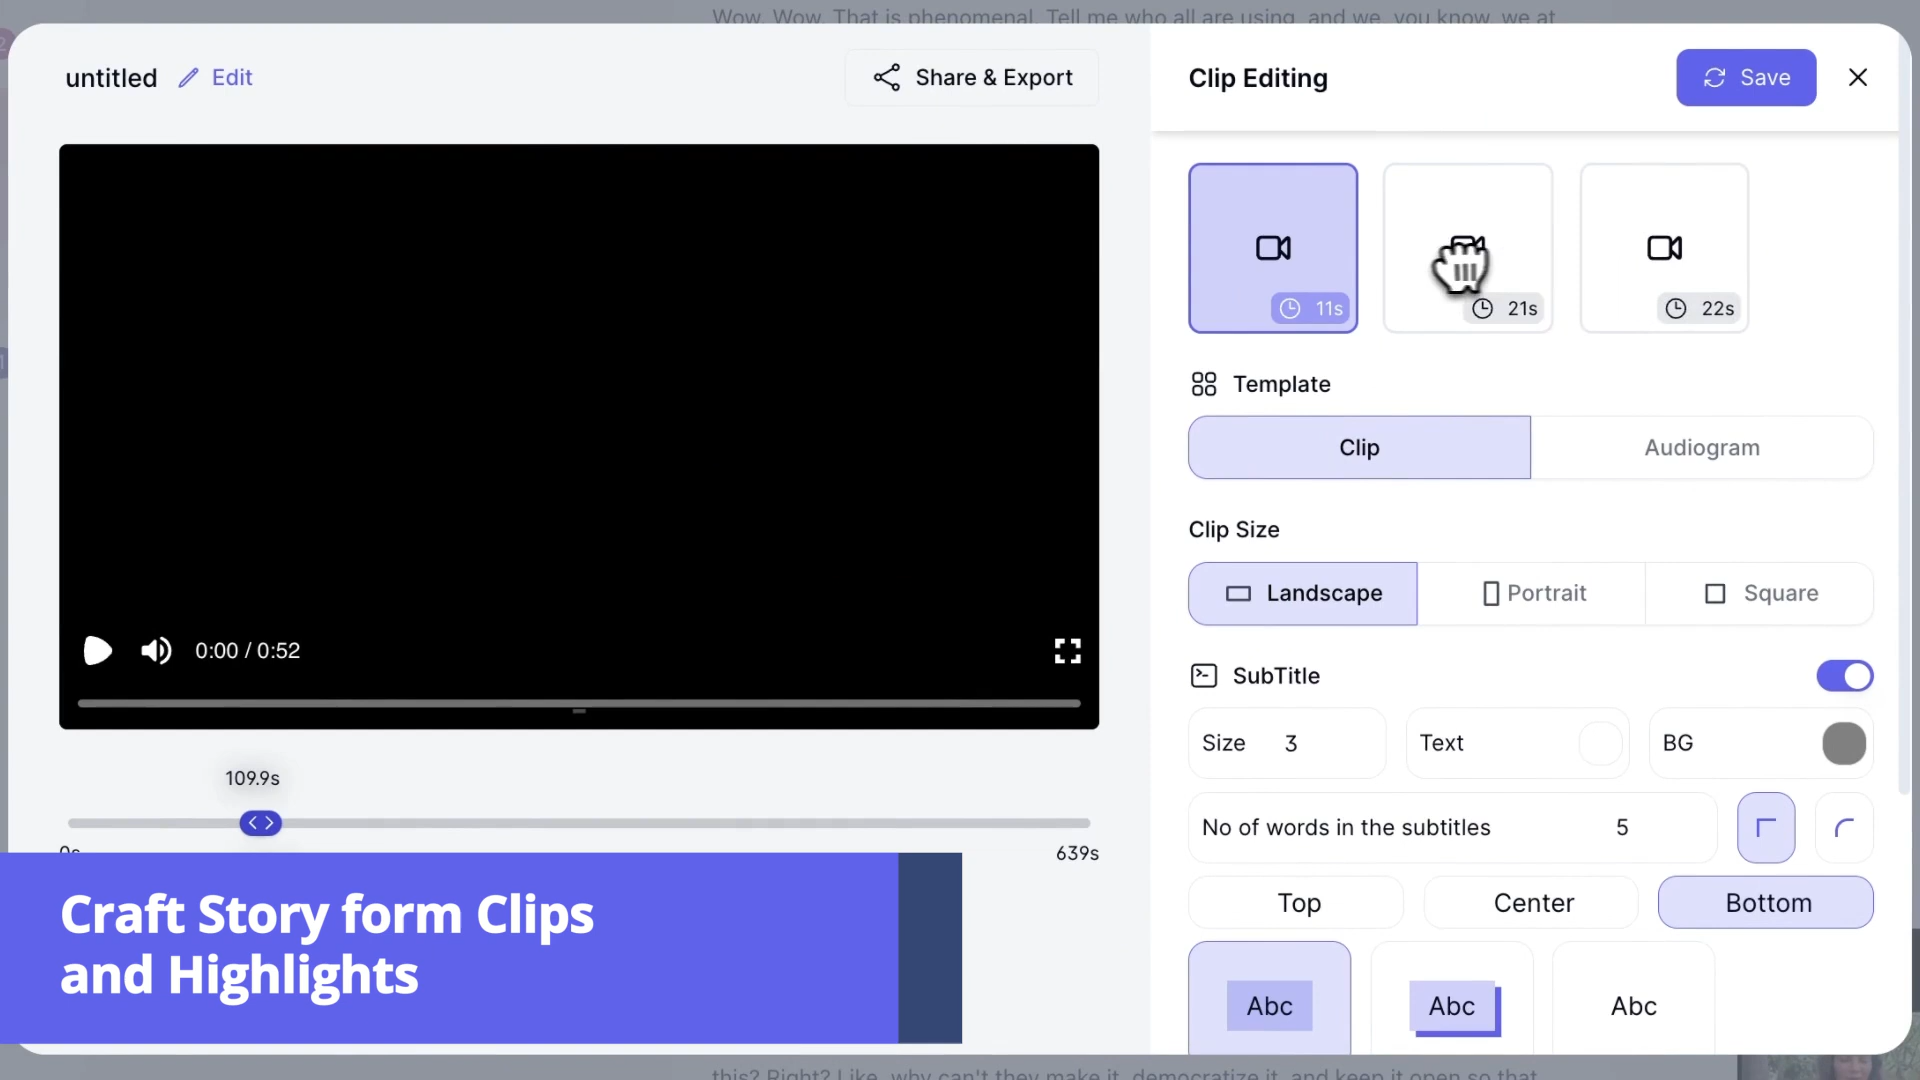 Wow. Wow. That is phenomenal. Tell me who all are using, and we, you know, we at
untitled
Edit
Share & Export
Clip Editing
Save
11s
21s
22s
Template
Clip
Audiogram
Clip Size
Landscape
Portrait
Square
0:00 / 0:52
SubTitle
Size 3
Text
BG
109.9s
No of words in the subtitles 5
0s
639s
Top
Center
Bottom
Craft Story form Clips
and Highlights
Abc
Abc
Abc
this? Right? Like, why can't they make it, democratize it, and keep it open so that